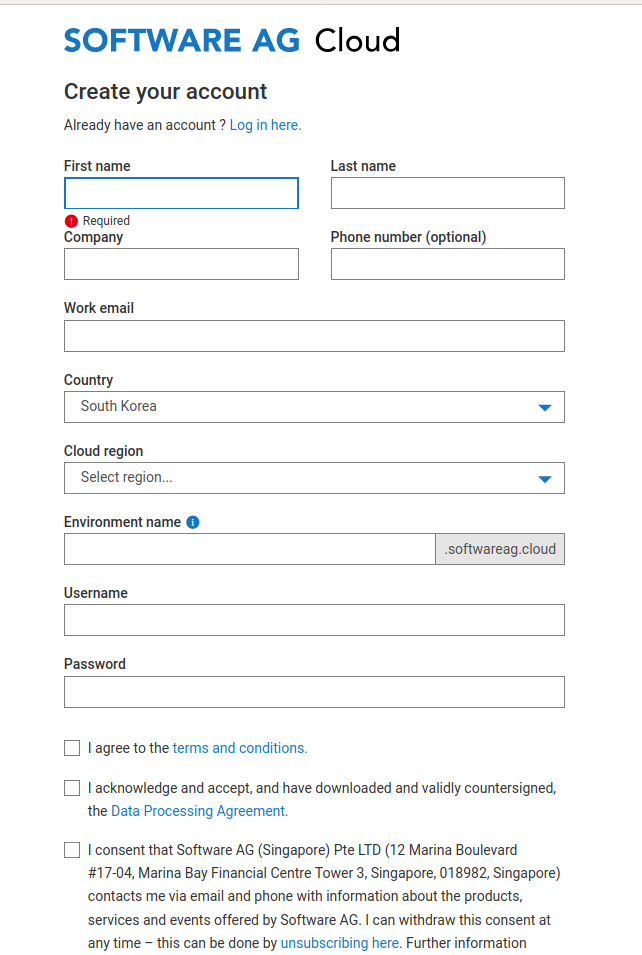 SOFTWARE AG Cloud
Create your account
Already have an account ? Log in here.
First name
Last name
! Required
Company
Phone number (optional)
Work email
Country
South Korea
Cloud region
Select region...
Environment name i
.softwareag.cloud
Username
Password
I agree to the terms and conditions.
I acknowledge and accept, and have downloaded and validly countersigned,
the Data Processing Agreement.
I consent that Software AG (Singapore) Pte LTD (12 Marina Boulevard
#17-04, Marina Bay Financial Centre Tower 3, Singapore, 018982, Singapore)
contacts me via email and phone with information about the products,
services and events offered by Software AG. I can withdraw this consent at
any time – this can be done by unsubscribing here. Further information